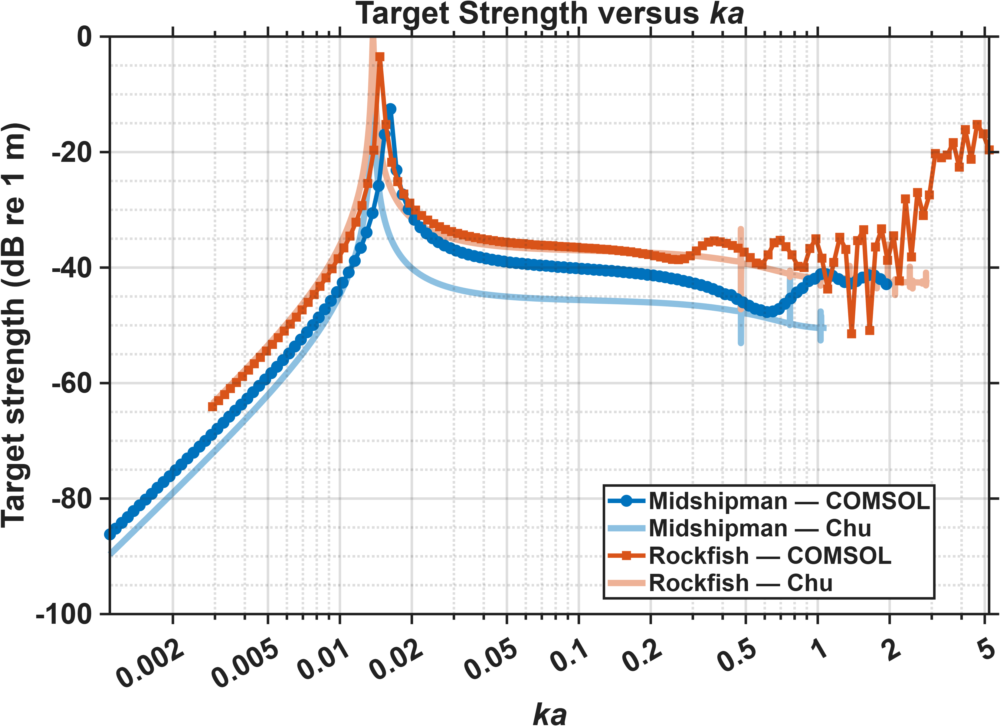 Target Strength versus ka
Target strength (dB re 1 m)
0
-20
-40
-60
-80
-100
Midshipman — COMSOL
Midshipman — Chu
Rockfish — COMSOL
Rockfish — Chu
0.002 0.005 0.01 0.02 0.05 0.1 0.2 0.5 1 2 5
ka